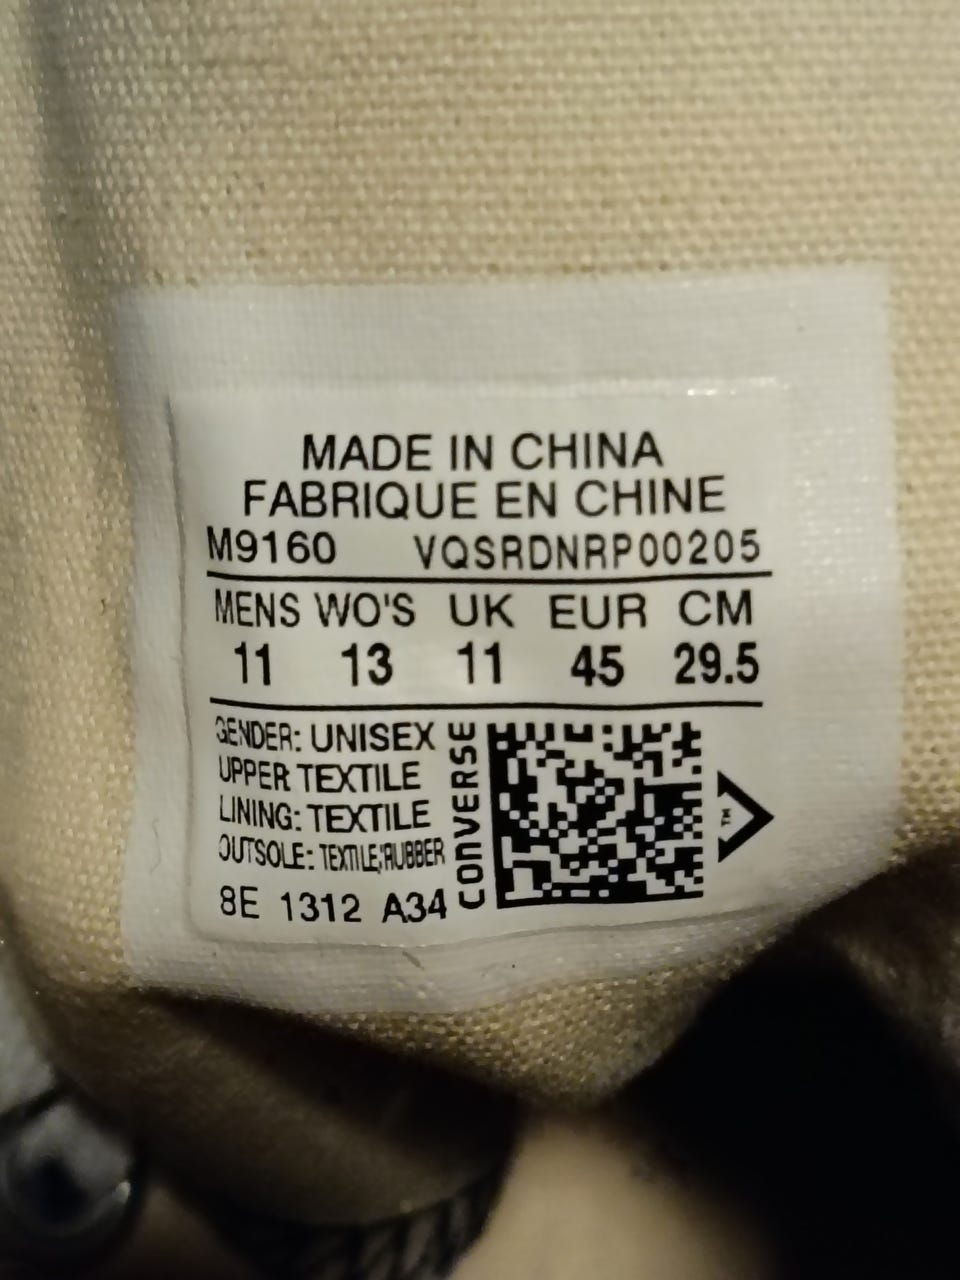 MADE IN CHINA
FABRIQUE EN CHINE
M9160 VQSRDNRP00205
MENS WO'S UK EUR CM
11 13 11 45 29.5
GENDER: UNISEX
UPPER TEXTILE
LINING: TEXTILE
OUTSOLE: TEXTILE/RUBBER
8E 1312 A34
CONVERSE
TM